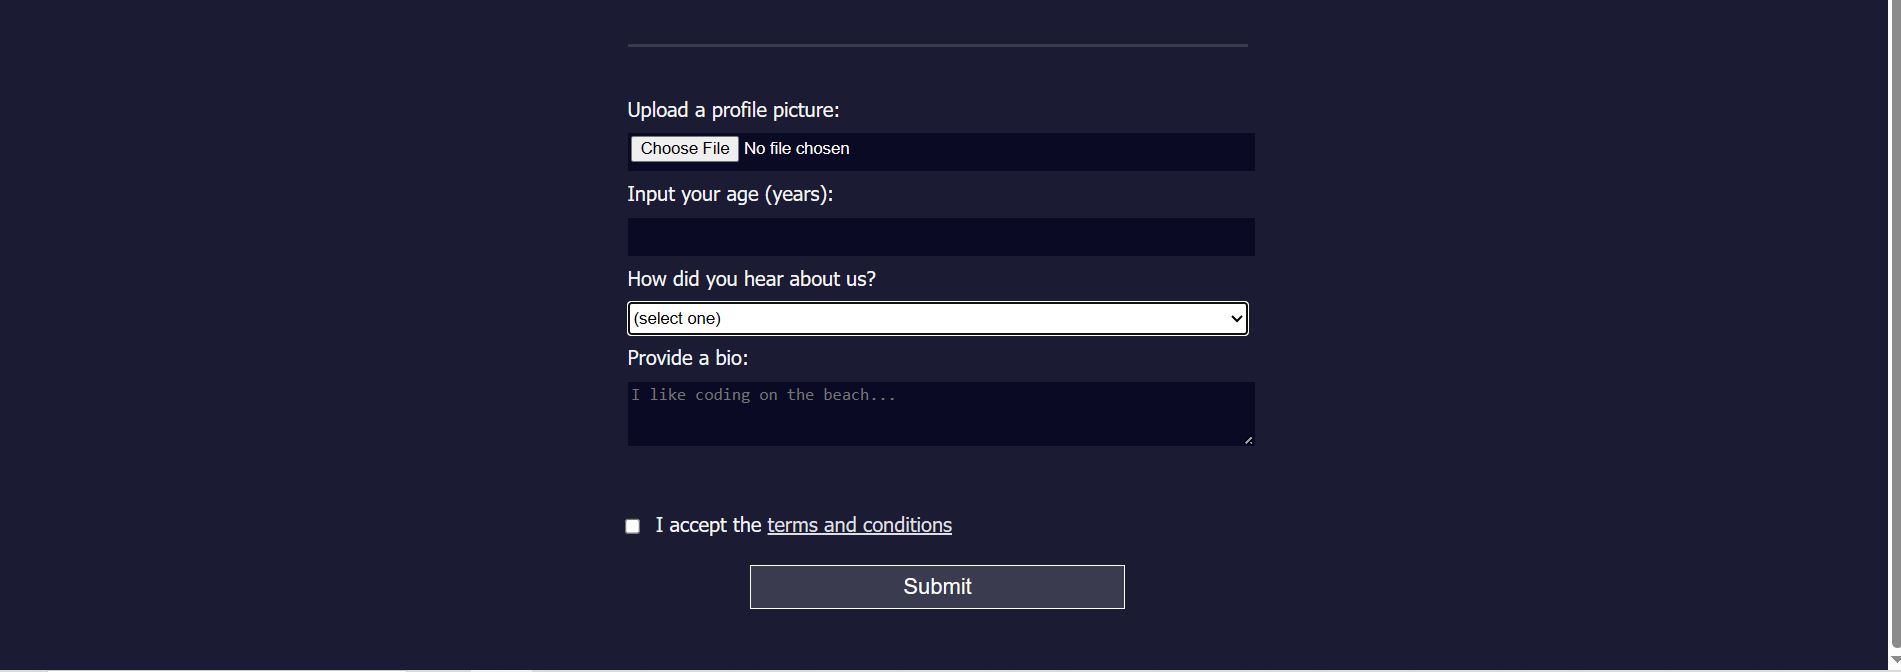 Upload a profile picture:
Choose File No file chosen
Input your age (years):
How did you hear about us?
(select one)
Provide a bio:
I like coding on the beach...
I accept the terms and conditions
Submit